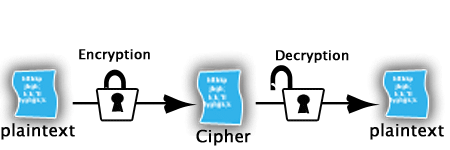 Encryption
Decryption
plaintext
Cipher
plaintext